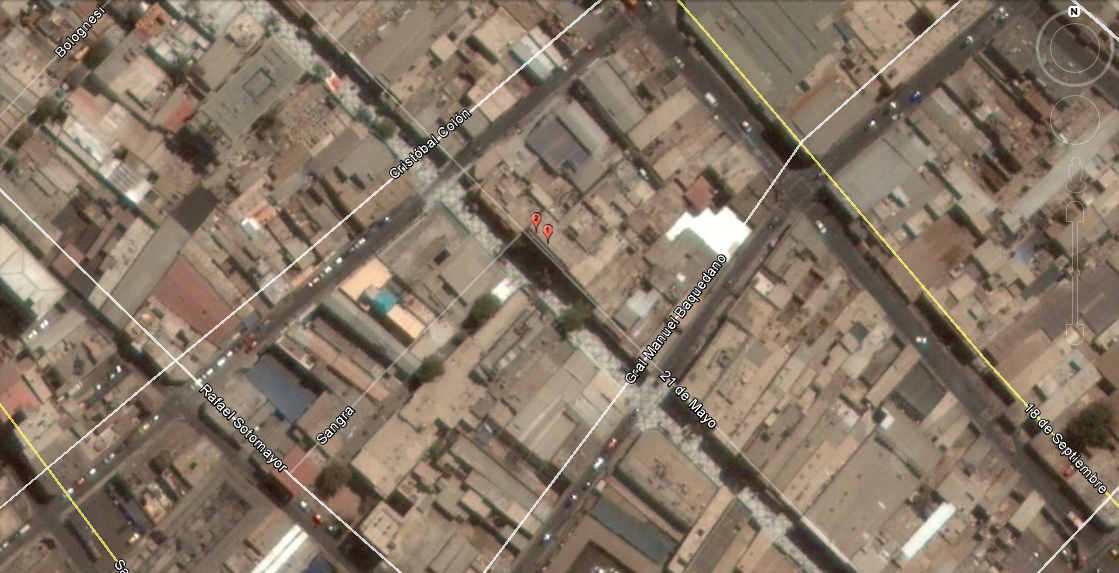 N
Bolognesi
Cristóbal Colón
Gral Manuel Baquedano
21 de Mayo
Rafael Sotomayor
Sangra
18 de Septiembre